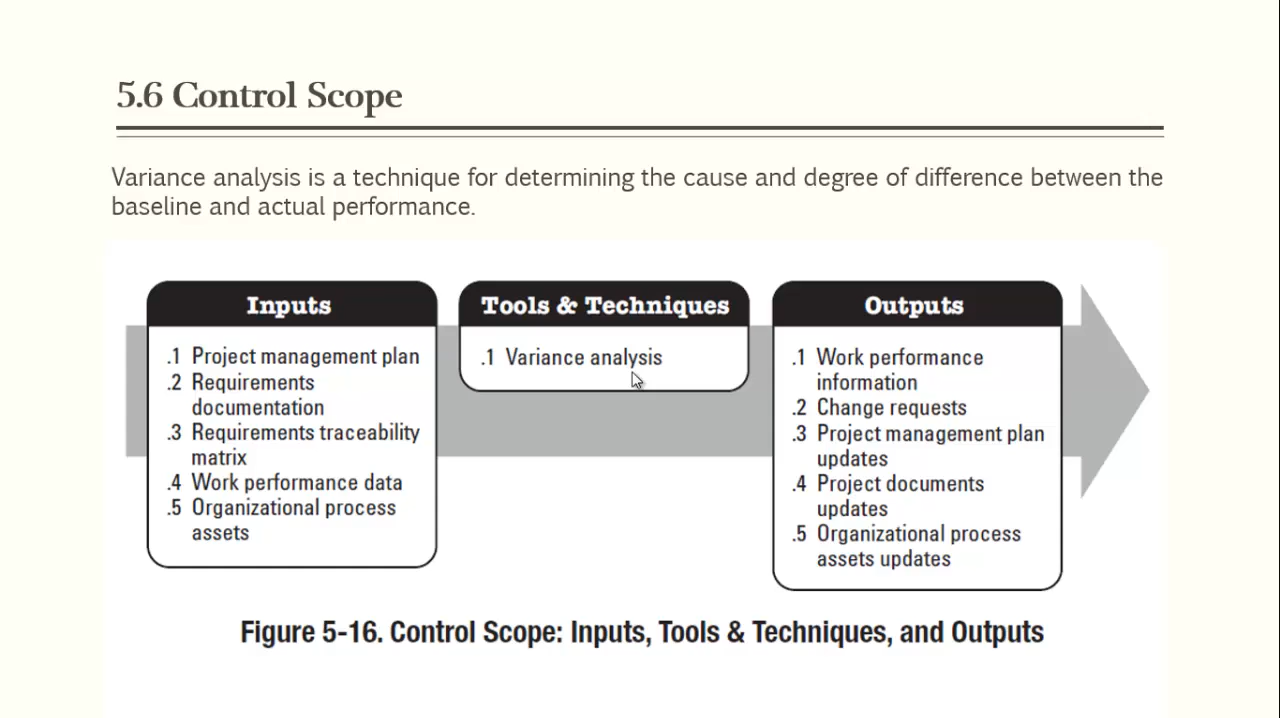 5.6 Control Scope
Variance analysis is a technique for determining the cause and degree of difference between the
baseline and actual performance.
Inputs
.1 Project management plan
.2 Requirements
documentation
.3 Requirements traceability
matrix
.4 Work performance data
.5 Organizational process
assets
Tools & Techniques
.1 Variance analysis
Outputs
.1 Work performance
information
.2 Change requests
.3 Project management plan
updates
.4 Project documents
updates
.5 Organizational process
assets updates
Figure 5-16. Control Scope: Inputs, Tools & Techniques, and Outputs